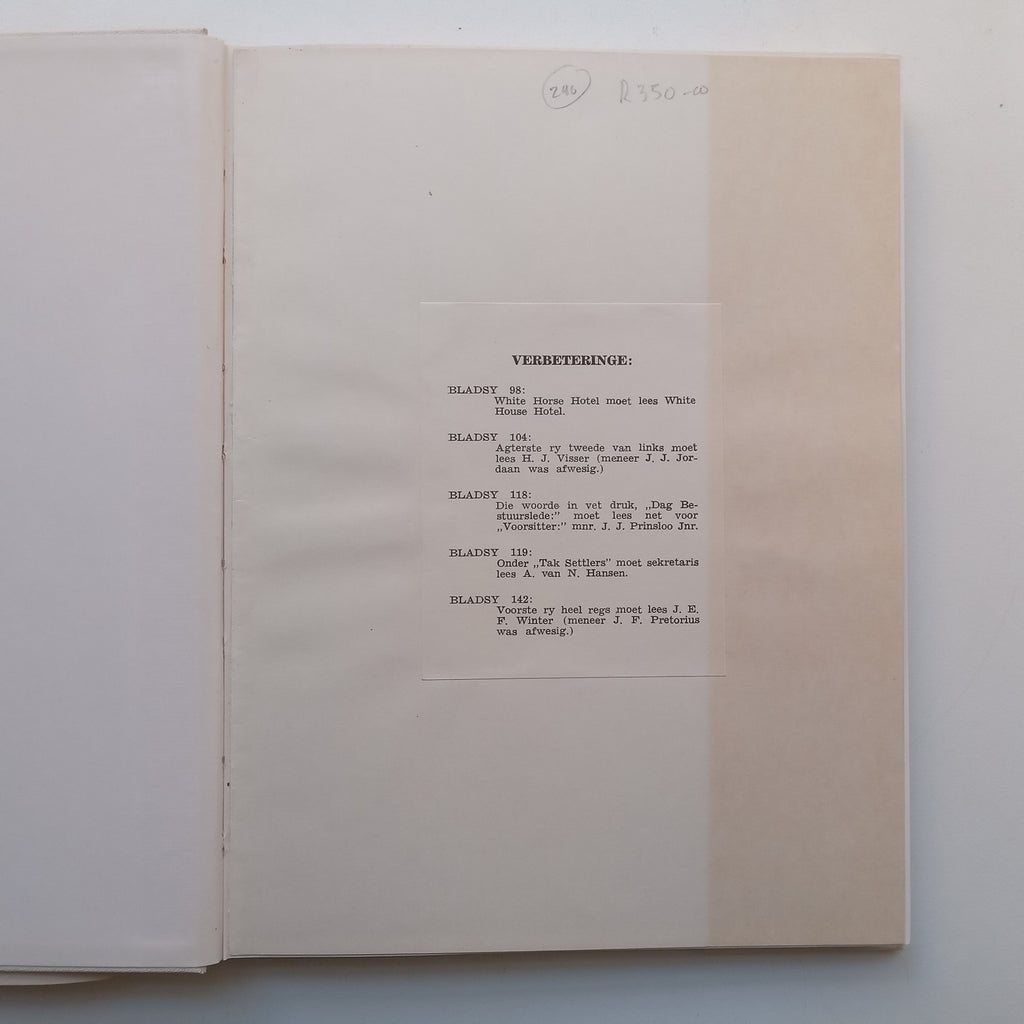 246 R350-00
VERBETERINGE:
BLADSY 98:
White Horse Hotel moet lees White
House Hotel.
BLADSY 104:
Agterste ry tweede van links moet
lees H. J. Visser (meneer J. J. Jor-
daan was afwesig.)
BLADSY 118:
Die woorde in vet druk, „Dag Be-
stuurslede:” moet lees net voor
„Voorsitter:” mnr. J. J. Prinsloo Jnr.
BLADSY 119:
Onder „Tak Settlers” moet sekretaris
lees A. van N. Hansen.
BLADSY 142:
Voorste ry heel regs moet lees J. E.
F. Winter (meneer J. F. Pretorius
was afwesig.)